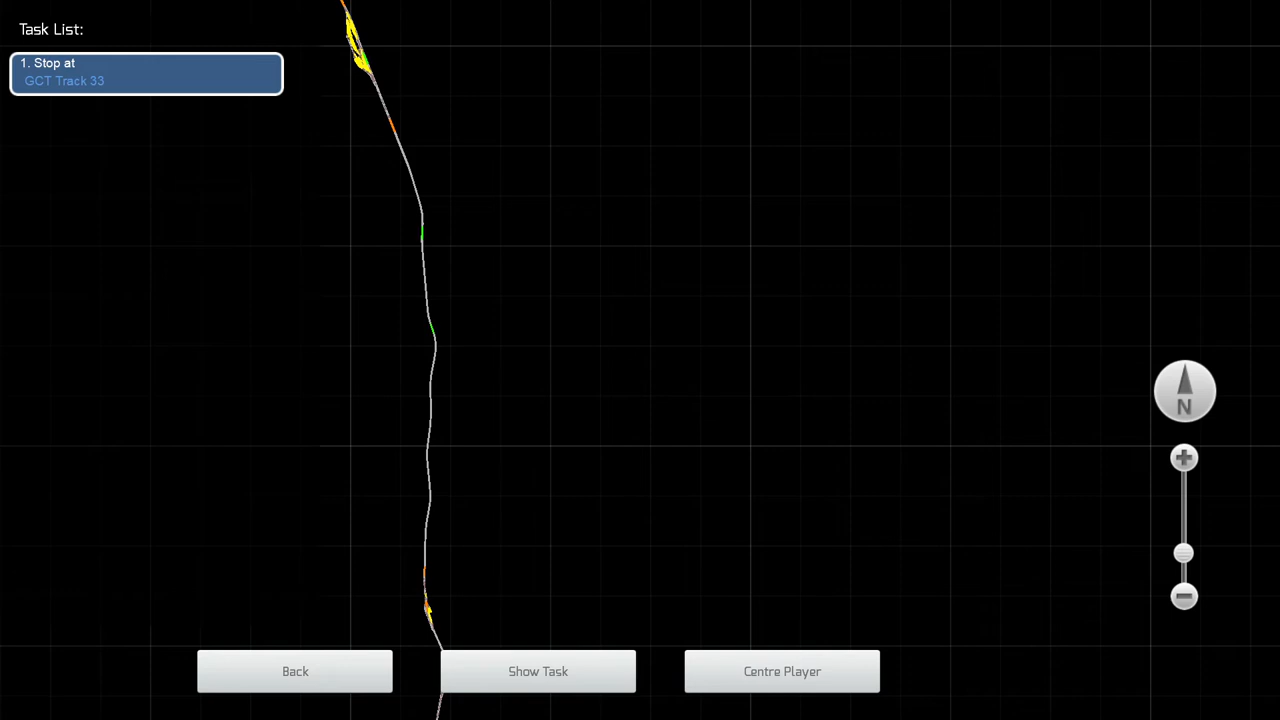 Task List:
1. Stop at
GCT Track 33
N
Back
Show Task
Centre Player